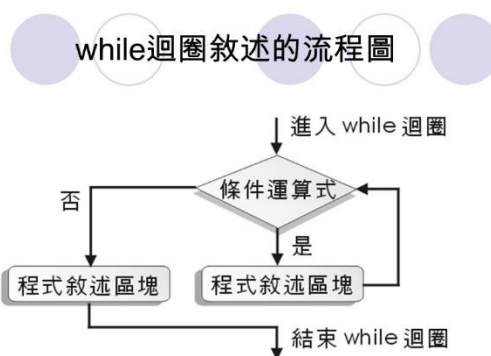 while迴圈敘述的流程圖
進入 while 迴圈
條件運算式
否
是
程式敘述區塊
程式敘述區塊
結束 while 迴圈